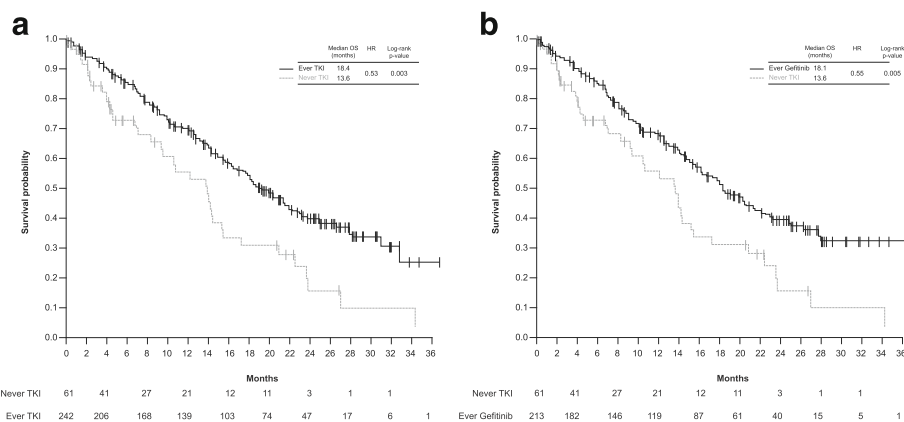 a
Median OS (months) HR Log-rank p-value
Ever TKI 18.4
Never TKI 13.6
0.53 0.003
Survival probability
1.0
0.9
0.8
0.7
0.6
0.5
0.4
0.3
0.2
0.1
0.0
0 2 4 6 8 10 12 14 16 18 20 22 24 26 28 30 32 34 36
Months
Never TKI 61 41 27 21 12 11 3 1 1
Ever TKI 242 206 168 139 103 74 47 17 6 1
b
Median OS (months) HR Log-rank p-value
Ever Gefitinib 18.1
Never TKI 13.6
0.55 0.005
Survival probability
1.0
0.9
0.8
0.7
0.6
0.5
0.4
0.3
0.2
0.1
0.0
0 2 4 6 8 10 12 14 16 18 20 22 24 26 28 30 32 34 36
Months
Never TKI 61 41 27 21 12 11 3 1 1
Ever Gefitinib 213 182 146 119 87 61 40 15 5 1